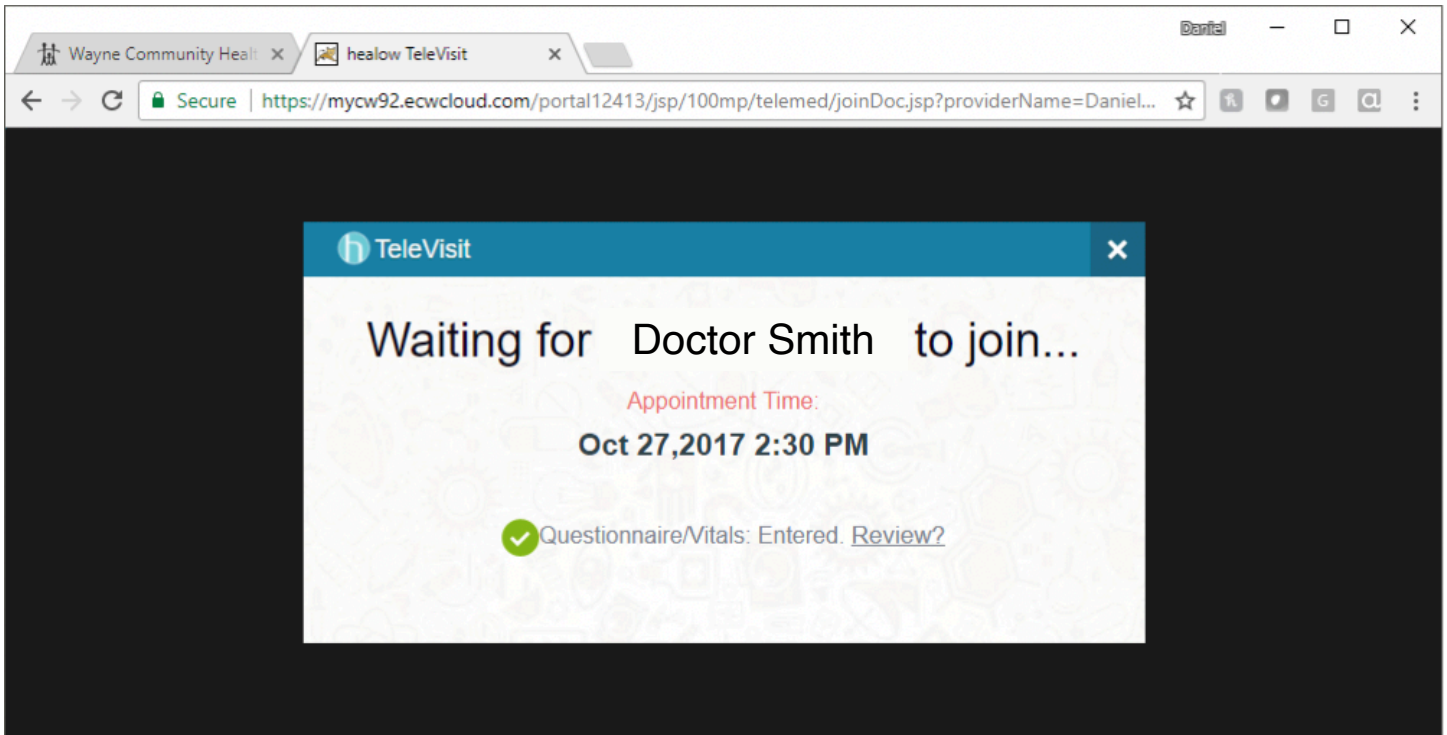 Daniel
Wayne Community Healt
healow TeleVisit
Secure https://mycw92.ecwcloud.com/portal12413/jsp/100mp/telemed/joinDoc.jsp?providerName=Daniel...
h TeleVisit
Waiting for Doctor Smith to join...
Appointment Time:
Oct 27,2017 2:30 PM
Questionnaire/Vitals: Entered. Review?